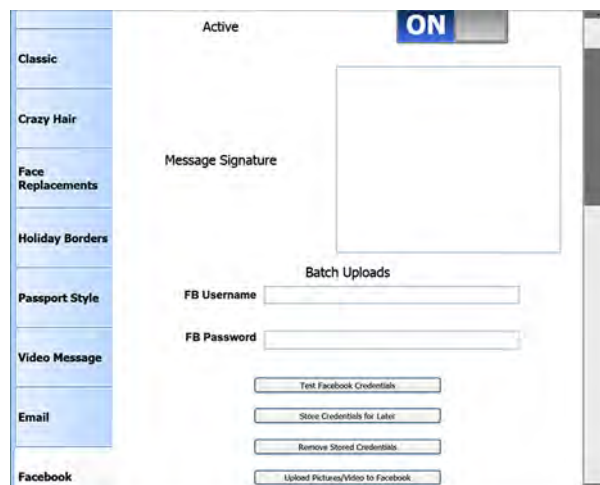 Active
ON
Classic
Crazy Hair
Face
Replacements
Holiday Borders
Passport Style
Video Message
Email
Facebook
Message Signature
Batch Uploads
FB Username
FB Password
Test Facebook Credentials
Store Credentials for Later
Remove Stored Credentials
Upload Pictures/Video to Facebook